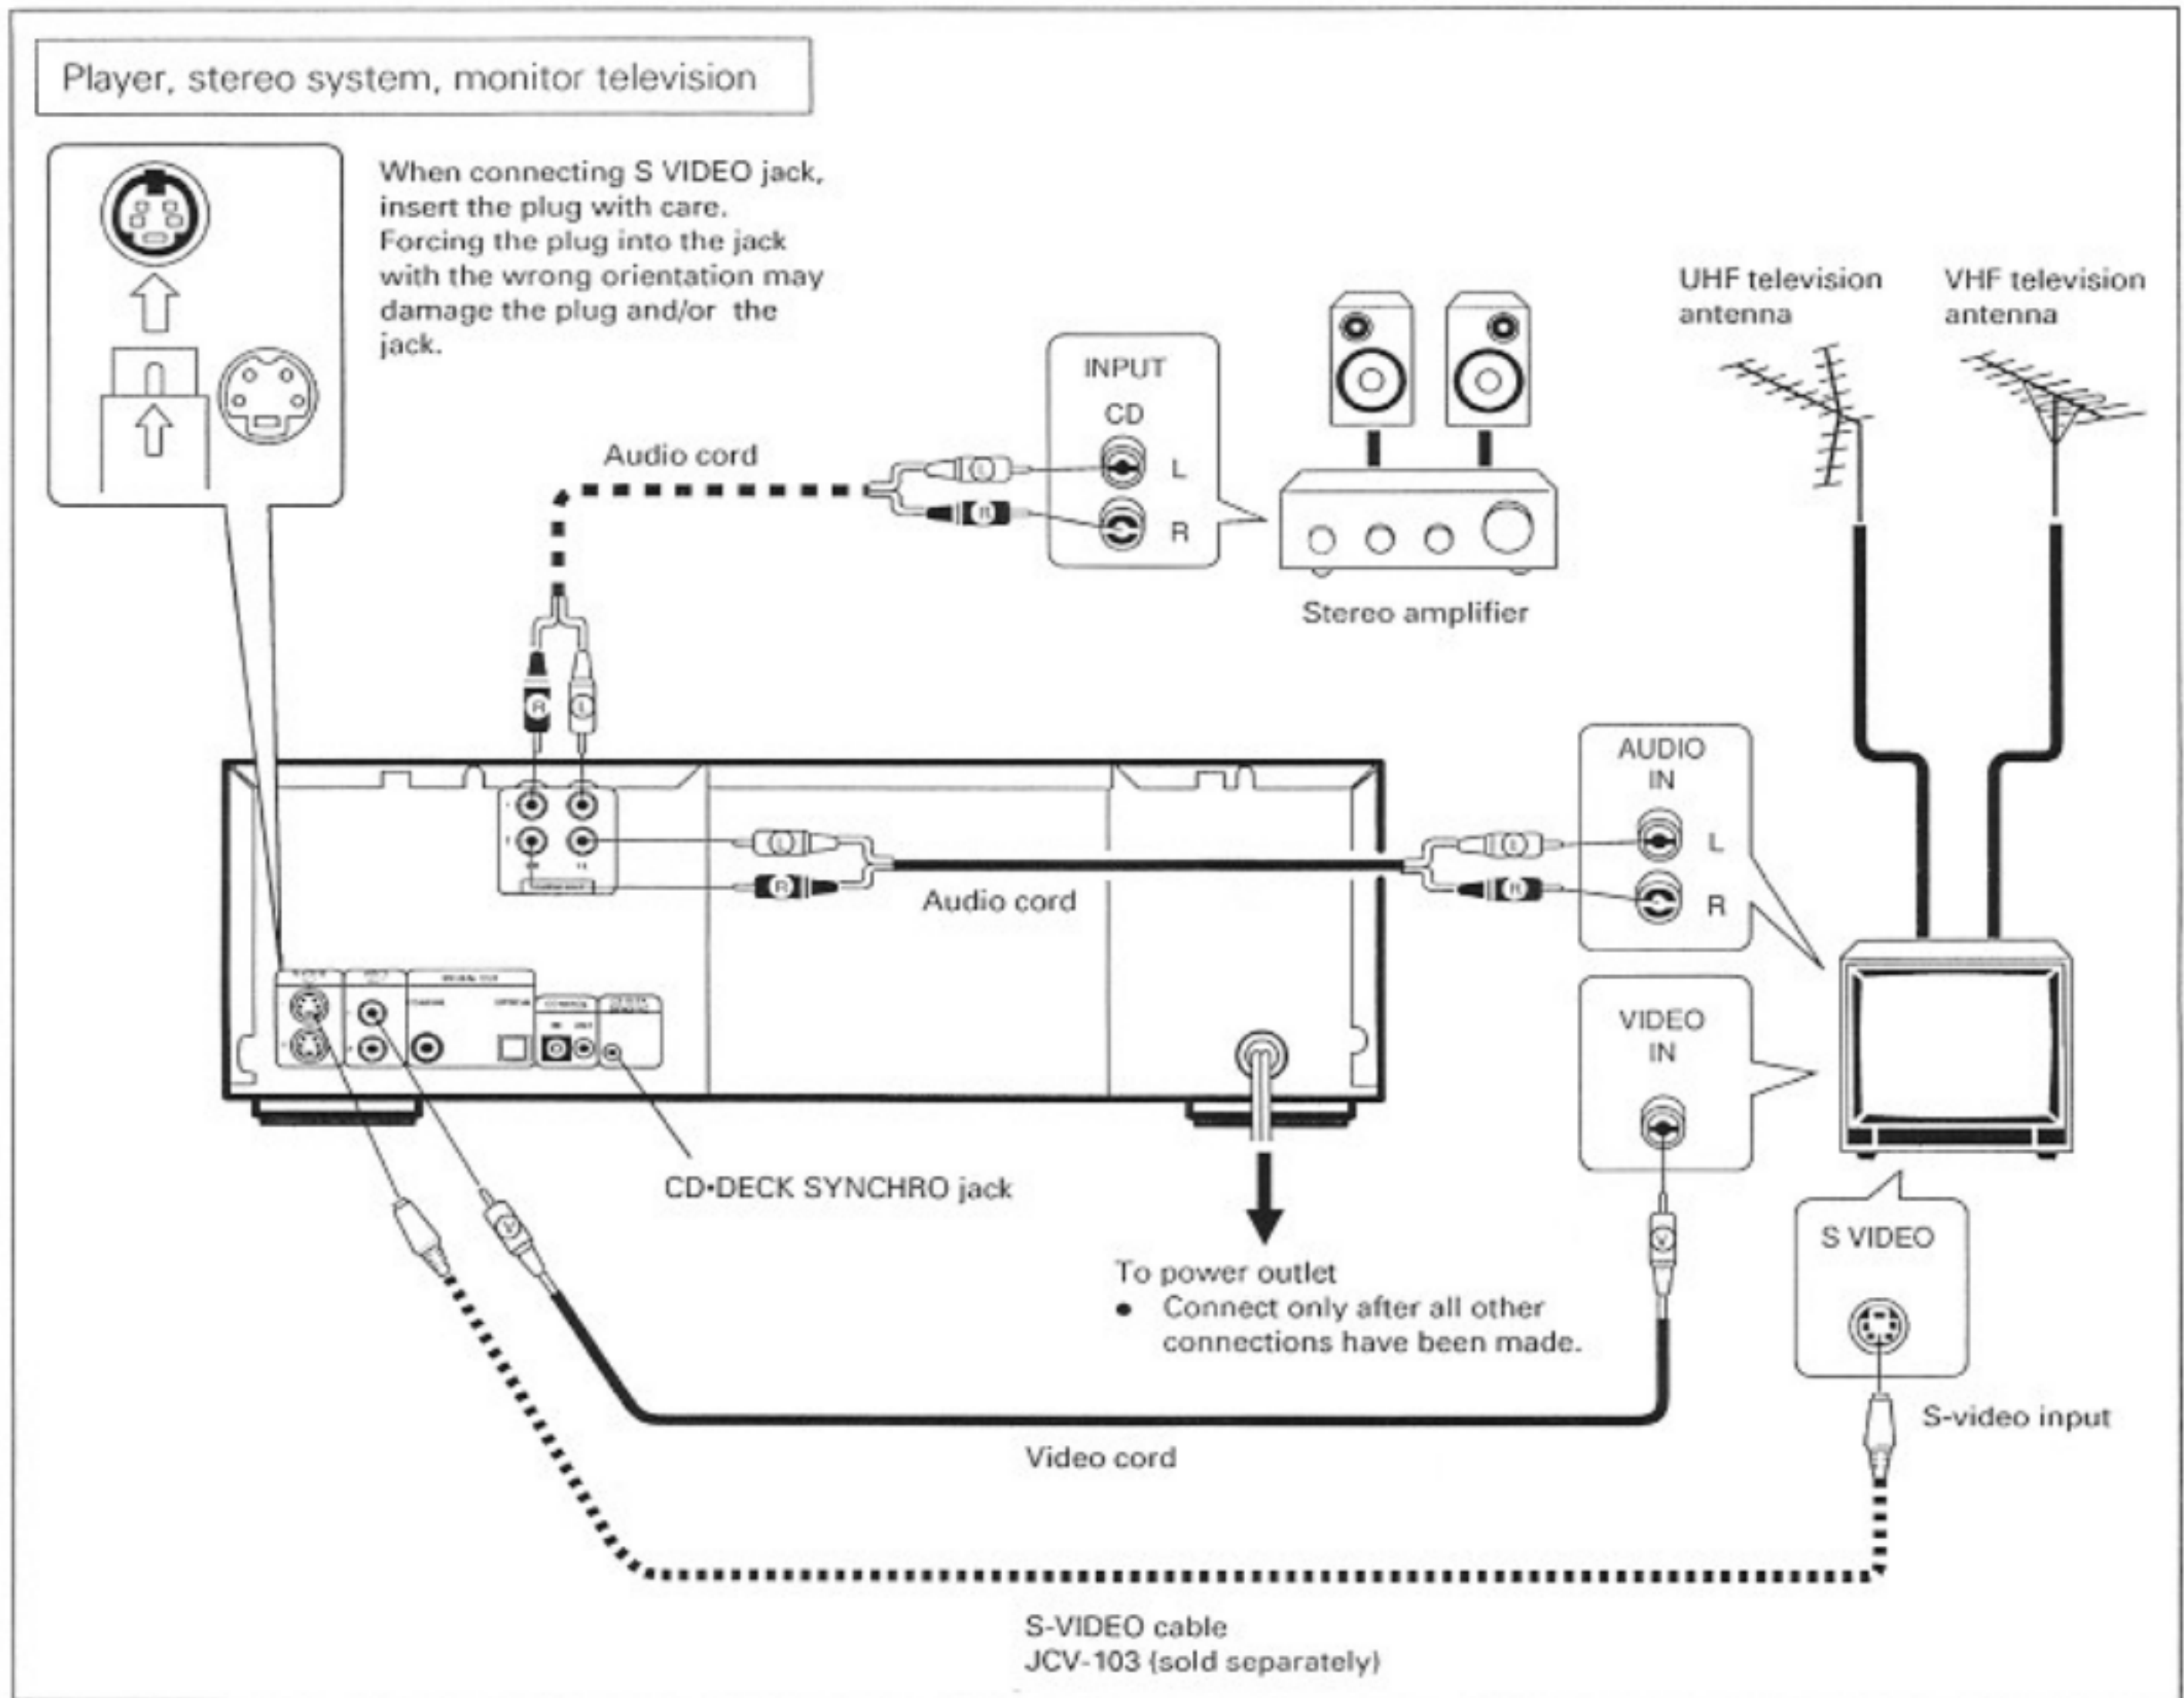 Player, stereo system, monitor television
When connecting S VIDEO jack,
insert the plug with care.
Forcing the plug into the jack
with the wrong orientation may
damage the plug and/or the
jack.
UHF television
antenna
VHF television
antenna
INPUT
CD
L
R
Audio cord
L
R
Stereo amplifier
R
L
AUDIO
IN
L
R
L
R
L
R
Audio cord
VIDEO
IN
CD•DECK SYNCHRO jack
V
V
S VIDEO
To power outlet
• Connect only after all other
connections have been made.
S-video input
Video cord
S-VIDEO cable
JCV-103 (sold separately)